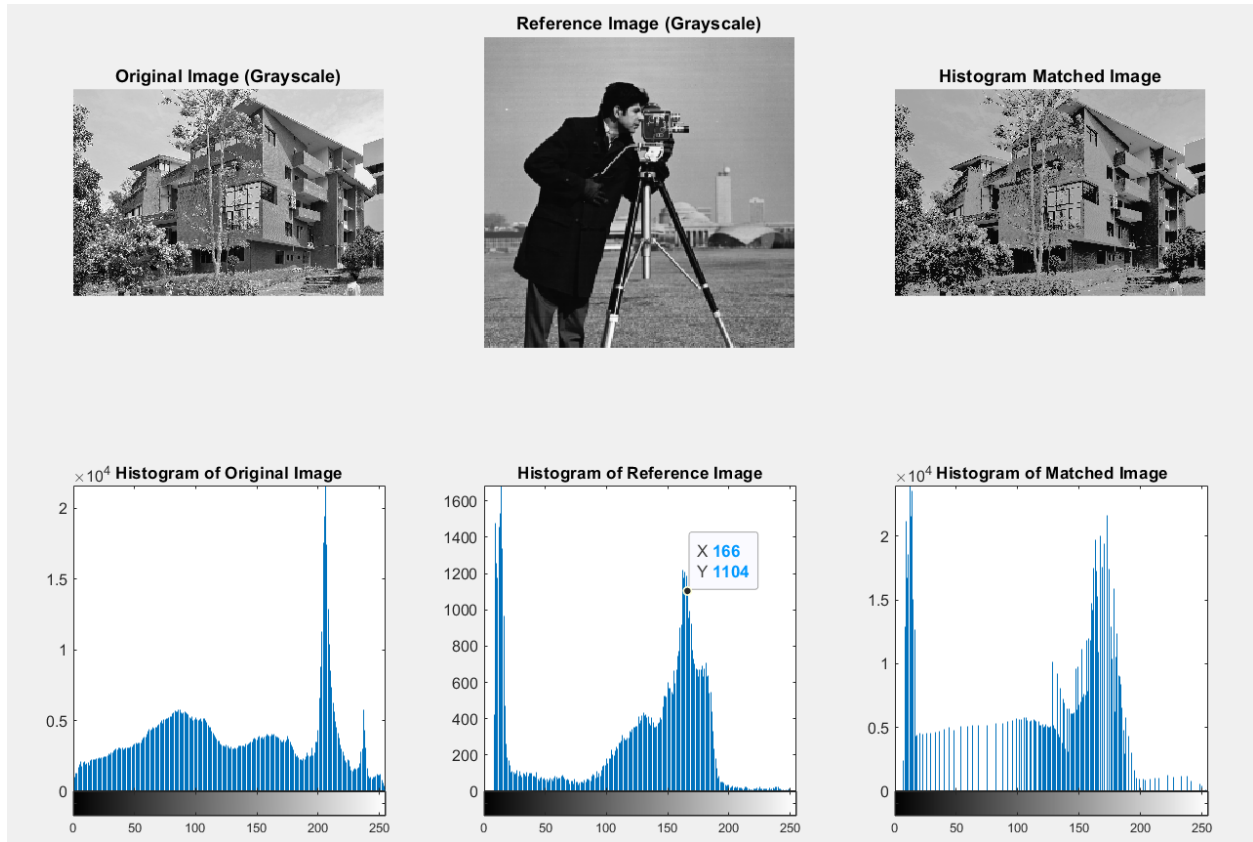 Reference Image (Grayscale)
Original Image (Grayscale)
Histogram Matched Image
×10⁴ Histogram of Original Image
2
1.5
1
0.5
0
0 50 100 150 200 250
Histogram of Reference Image
1600
1400
1200
1000
800
600
400
200
0
X 166
Y 1104
0 50 100 150 200 250
×10⁴ Histogram of Matched Image
2
1.5
1
0.5
0
0 50 100 150 200 250